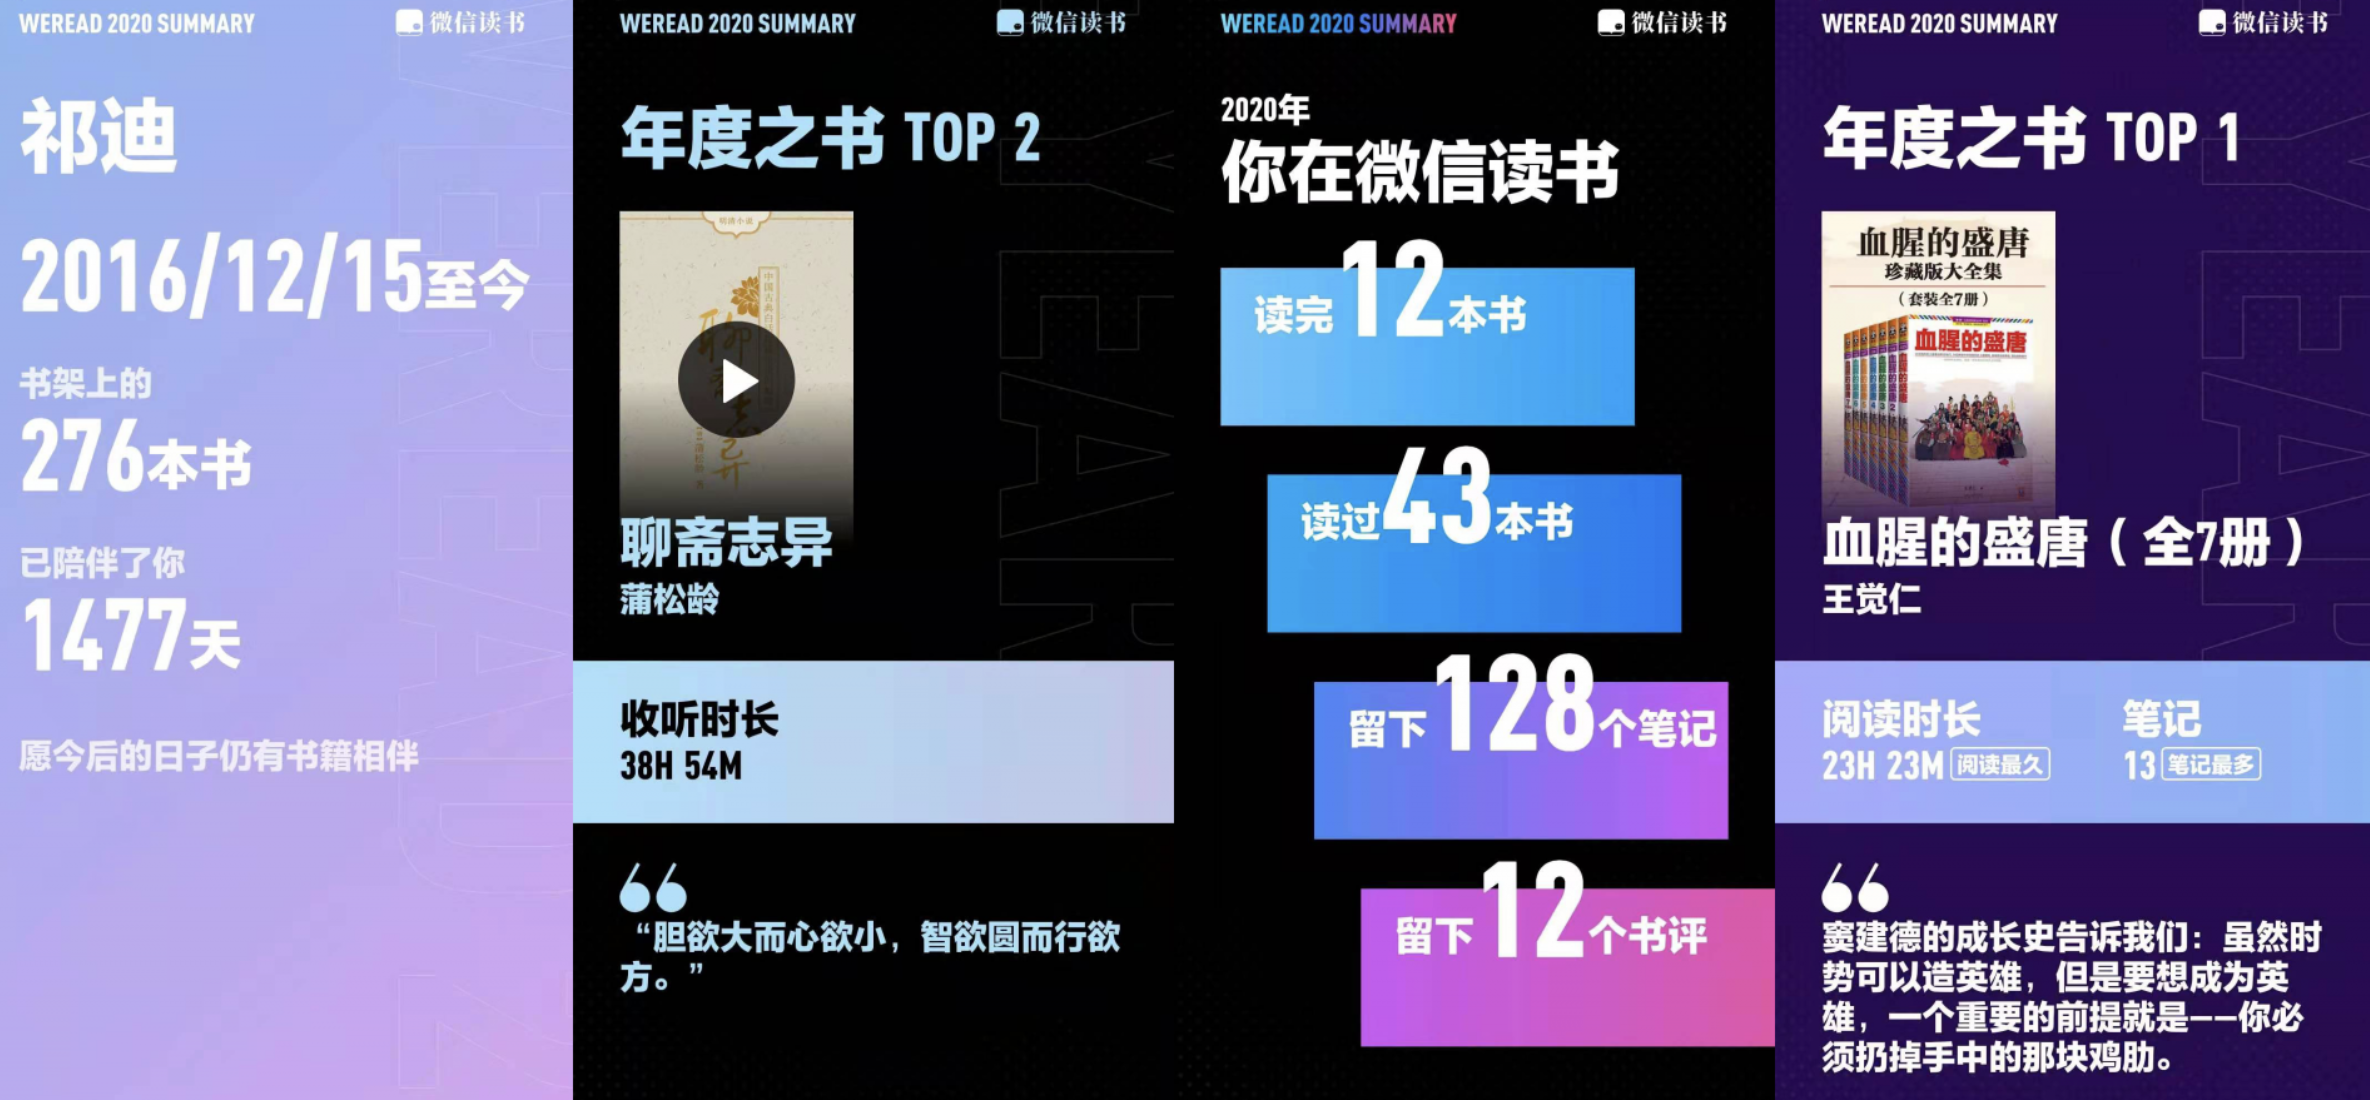 WEREAD 2020 SUMMARY
微信读书
祁迪
2016/12/15至今
书架上的
276本书
已陪伴了你
1477天
愿今后的日子仍有书籍相伴
WEREAD 2020 SUMMARY
微信读书
年度之书 TOP 2
明清小说
聊斋志异
聊斋志异
蒲松龄
收听时长
38H 54M
“胆欲大而心欲小，智欲圆而行欲
方。”
WEREAD 2020 SUMMARY
微信读书
2020年
你在微信读书
读完12本书
读过43本书
留下128个笔记
留下12个书评
WEREAD 2020 SUMMARY
微信读书
年度之书 TOP 1
血腥的盛唐
珍藏版大全集
（套装全7册）
血腥的盛唐
血腥的盛唐（全7册）
王觉仁
阅读时长
23H 23M 阅读最久
笔记
13 笔记最多
窦建德的成长史告诉我们：虽然时
势可以造英雄，但是要想成为英
雄，一个重要的前提就是——你必
须扔掉手中的那块鸡肋。